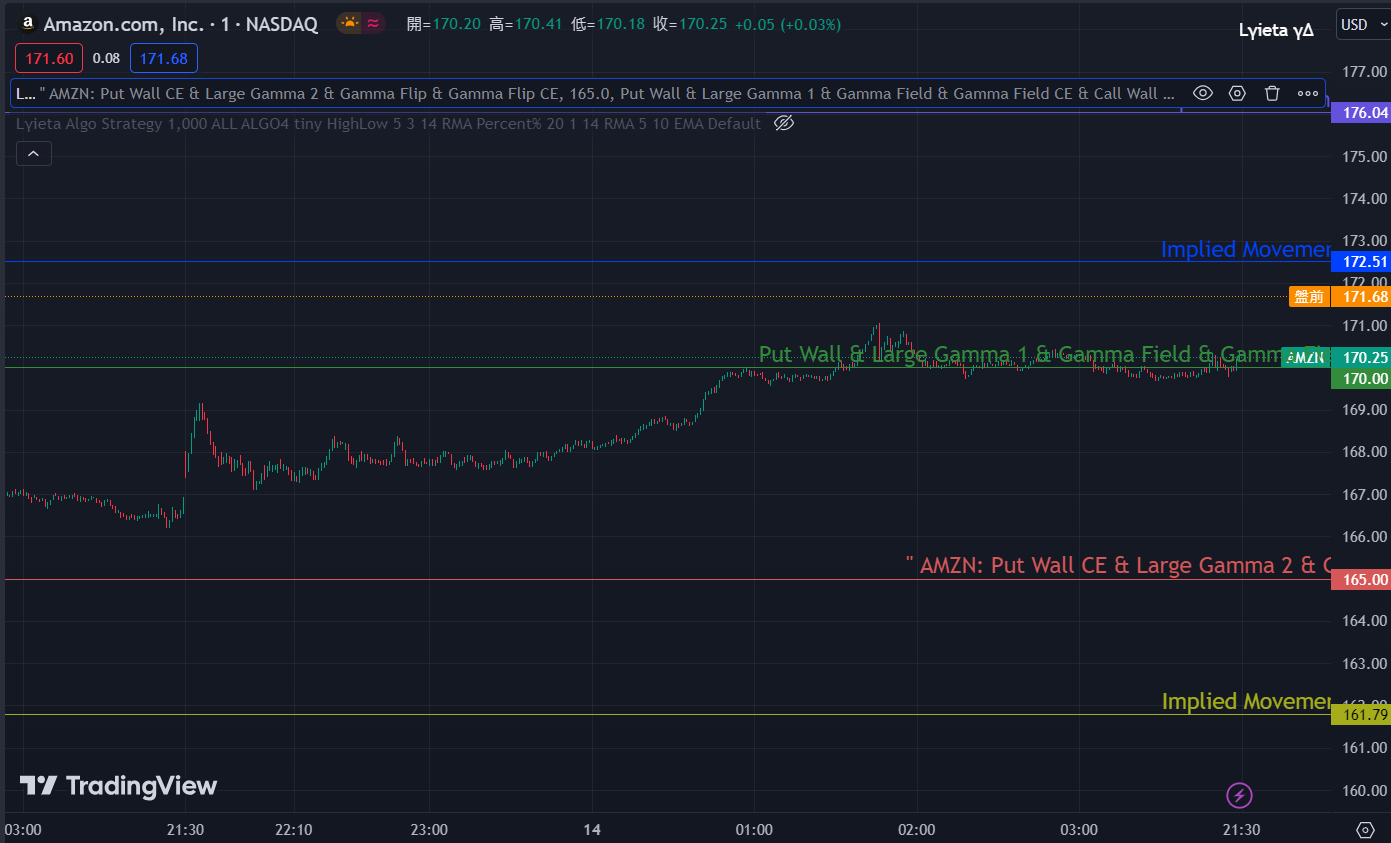 a Amazon.com, Inc. · 1 · NASDAQ 開=170.20 高=170.41 低=170.18 收=170.25 +0.05 (+0.03%)
Lyieta γΔ
USD
171.60 0.08 171.68
177.00
L... " AMZN: Put Wall CE & Large Gamma 2 & Gamma Flip & Gamma Flip CE, 165.0, Put Wall & Large Gamma 1 & Gamma Field & Gamma Field CE & Call Wall ...
176.04
Lyieta Algo Strategy 1,000 ALL ALGO4 tiny HighLow 5 3 14 RMA Percent% 20 1 14 RMA 5 10 EMA Default
175.00
174.00
173.00
Implied Movemen
172.51
172.00
盤前 171.68
171.00
Put Wall & Large Gamma 1 & Gamma Field & Gamma
AMZN 170.25
170.00
169.00
168.00
167.00
166.00
" AMZN: Put Wall CE & Large Gamma 2 &
165.00
164.00
163.00
Implied Movemen
162.00
161.79
161.00
TradingView
160.00
03:00 21:30 22:10 23:00 14 01:00 02:00 03:00 21:30